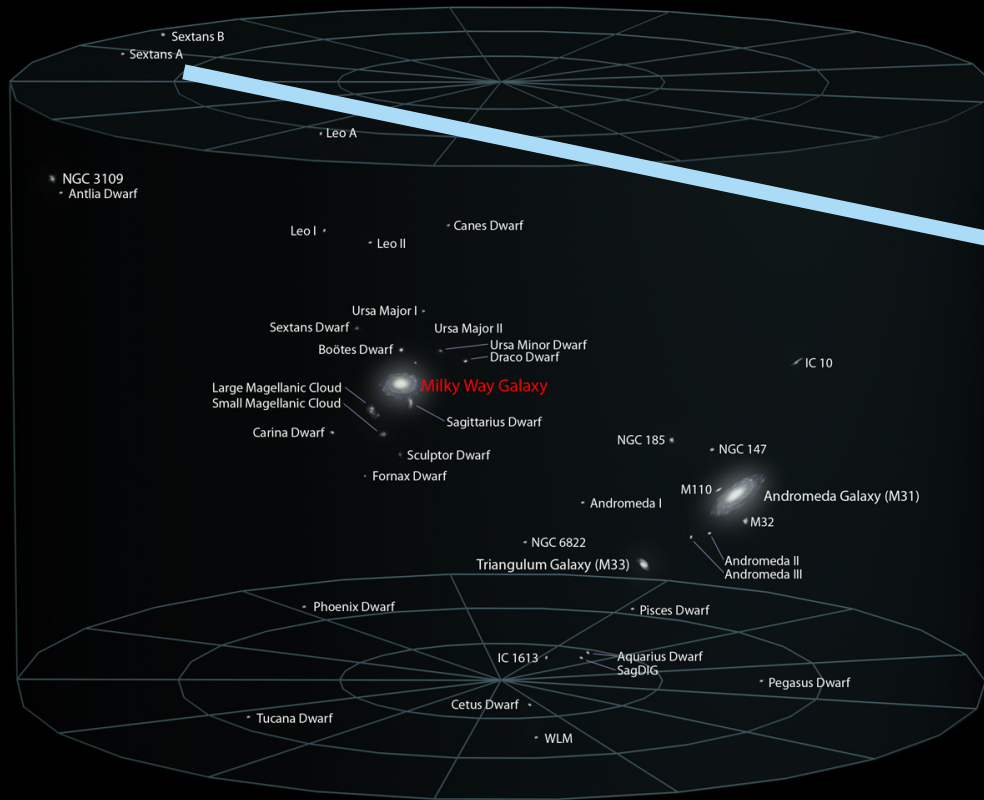 Sextans B
Sextans A
Leo A
NGC 3109
Antlia Dwarf
Canes Dwarf
Leo I
Leo II
Ursa Major I
Sextans Dwarf
Ursa Major II
Ursa Minor Dwarf
Boötes Dwarf
Draco Dwarf
IC 10
Milky Way Galaxy
Large Magellanic Cloud
Small Magellanic Cloud
Sagittarius Dwarf
Carina Dwarf
NGC 185
NGC 147
Sculptor Dwarf
Fornax Dwarf
M110
Andromeda Galaxy (M31)
Andromeda I
M32
NGC 6822
Andromeda II
Triangulum Galaxy (M33)
Andromeda III
Phoenix Dwarf
Pisces Dwarf
IC 1613
Aquarius Dwarf
SagDIG
Pegasus Dwarf
Cetus Dwarf
Tucana Dwarf
WLM